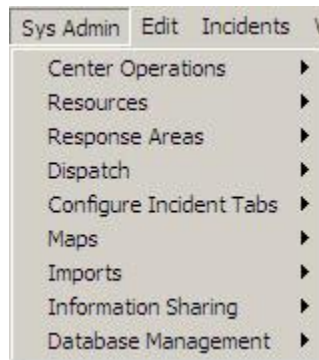 Sys Admin Edit Incidents
Center Operations
Resources
Response Areas
Dispatch
Configure Incident Tabs
Maps
Imports
Information Sharing
Database Management